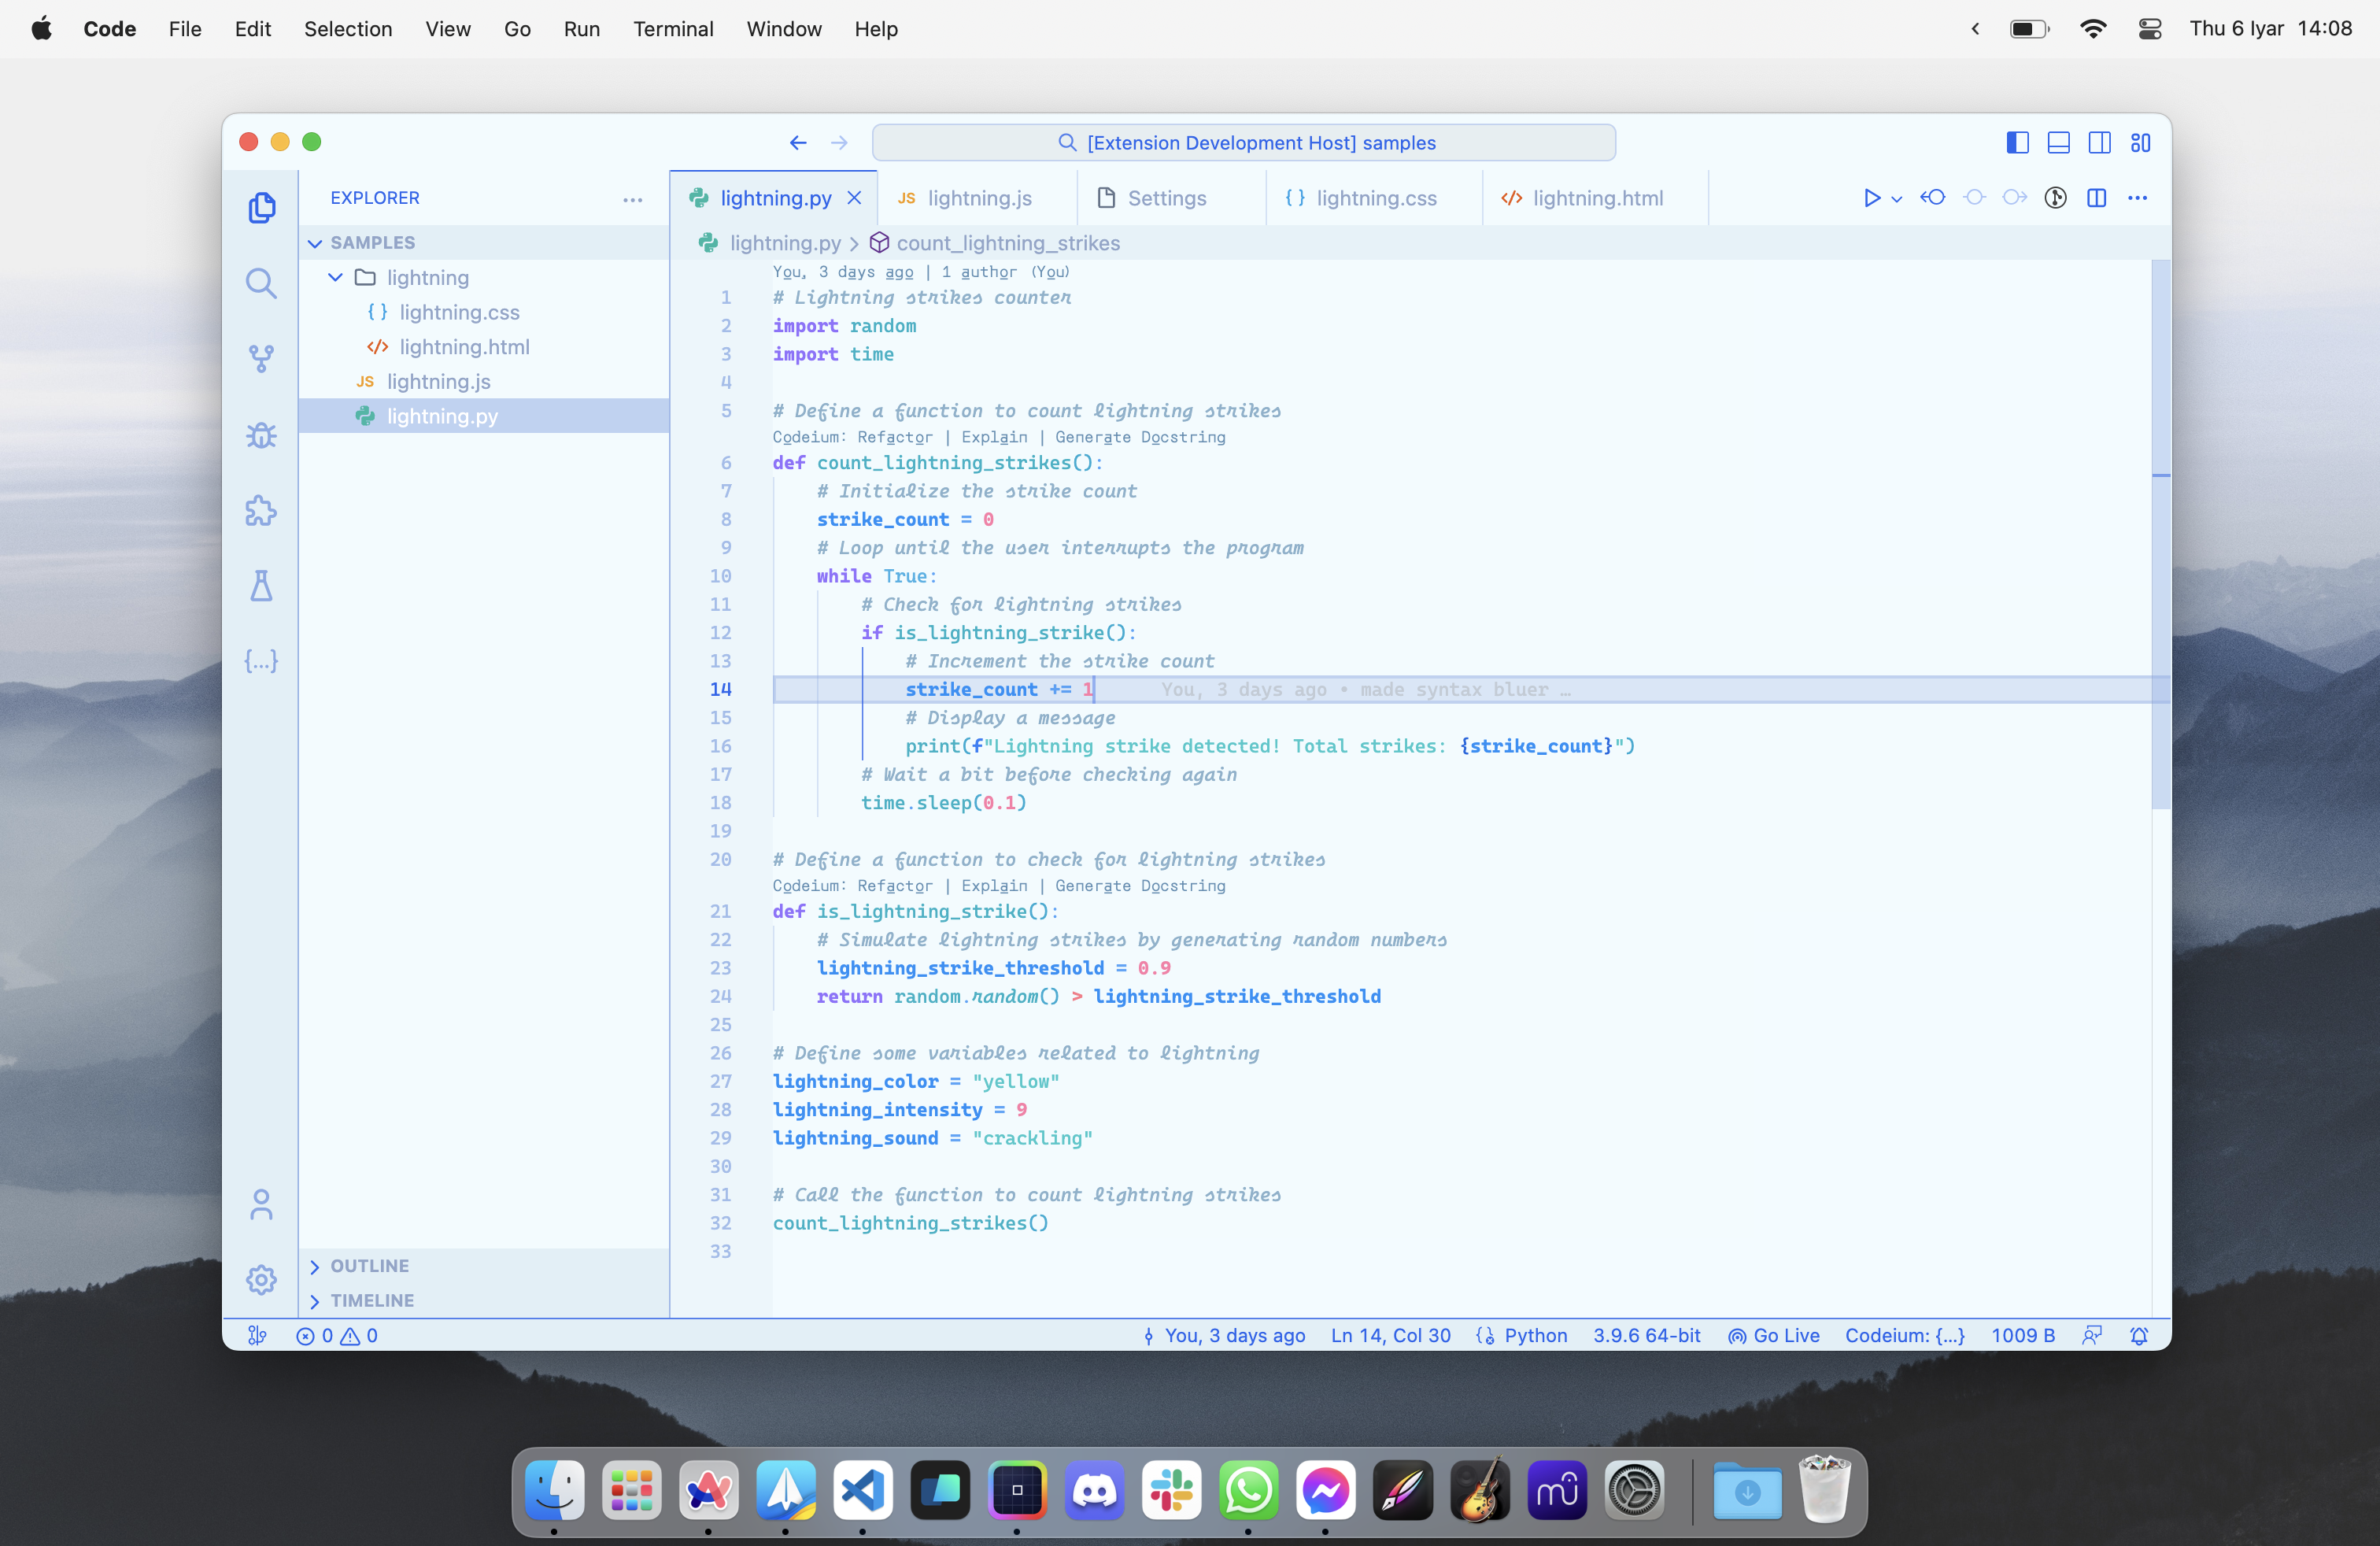 Code File Edit Selection View Go Run Terminal Window Help Thu 6 Iyar 14:08
[Extension Development Host] samples
EXPLORER
SAMPLES
lightning
lightning.css
lightning.html
JS lightning.js
lightning.py
OUTLINE
TIMELINE
lightning.py JS lightning.js Settings { } lightning.css </> lightning.html
lightning.py > count_lightning_strikes
You, 3 days ago | 1 author (You)
1 # Lightning strikes counter
2 import random
3 import time
4
5 # Define a function to count lightning strikes
Codeium: Refactor | Explain | Generate Docstring
6 def count_lightning_strikes():
7 # Initialize the strike count
8 strike_count = 0
9 # Loop until the user interrupts the program
10 while True:
11 # Check for lightning strikes
12 if is_lightning_strike():
13 # Increment the strike count
14 strike_count += 1 You, 3 days ago • made syntax bluer …
15 # Display a message
16 print(f"Lightning strike detected! Total strikes: {strike_count}")
17 # Wait a bit before checking again
18 time.sleep(0.1)
19
20 # Define a function to check for lightning strikes
Codeium: Refactor | Explain | Generate Docstring
21 def is_lightning_strike():
22 # Simulate lightning strikes by generating random numbers
23 lightning_strike_threshold = 0.9
24 return random.random() > lightning_strike_threshold
25
26 # Define some variables related to lightning
27 lightning_color = "yellow"
28 lightning_intensity = 9
29 lightning_sound = "crackling"
30
31 # Call the function to count lightning strikes
32 count_lightning_strikes()
33
0 0 You, 3 days ago Ln 14, Col 30 Python 3.9.6 64-bit Go Live Codeium: {...} 1009 B